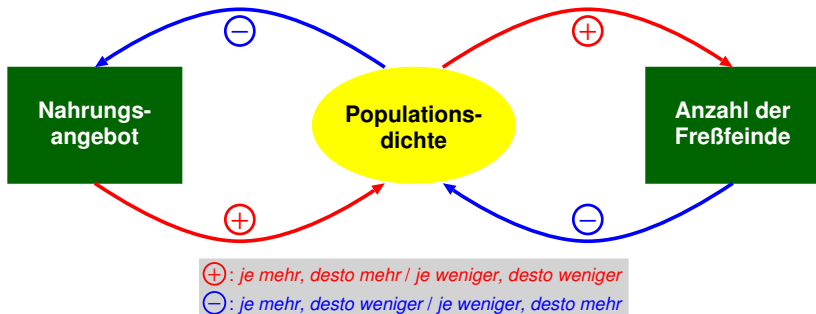 −
+
Nahrungs-
angebot
Populations-
dichte
Anzahl der
Freßfeinde
+
−
+: je mehr, desto mehr / je weniger, desto weniger
−: je mehr, desto weniger / je weniger, desto mehr